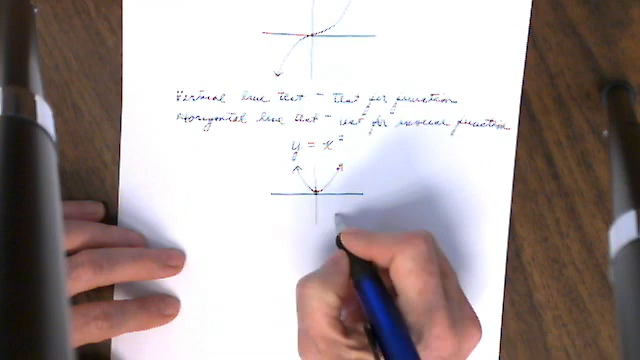 Vertical line test - test for function
Horizontal line test - test for inverse function
y = x²